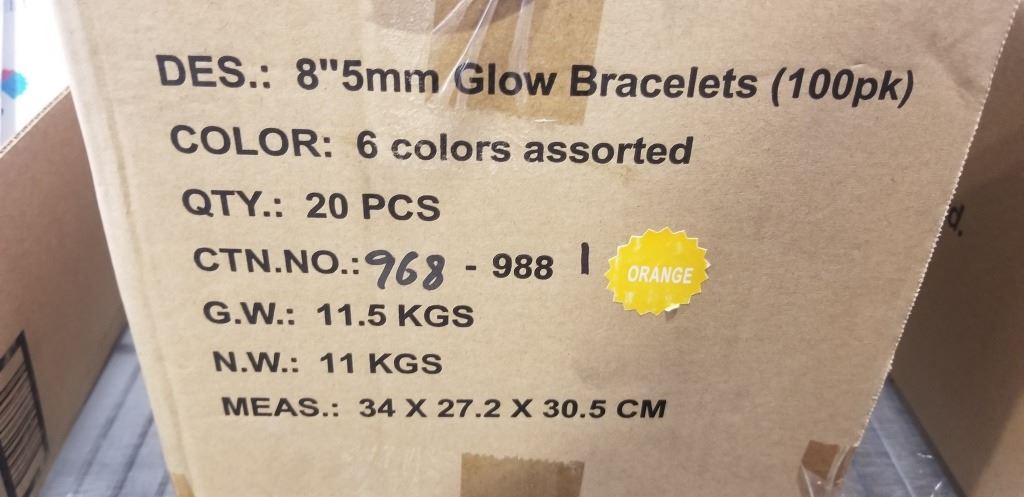 DES.: 8"5mm Glow Bracelets (100pk)
COLOR: 6 colors assorted
QTY.: 20 PCS
CTN.NO.: 968 - 988 1
ORANGE
G.W.: 11.5 KGS
N.W.: 11 KGS
MEAS.: 34 X 27.2 X 30.5 CM
d.